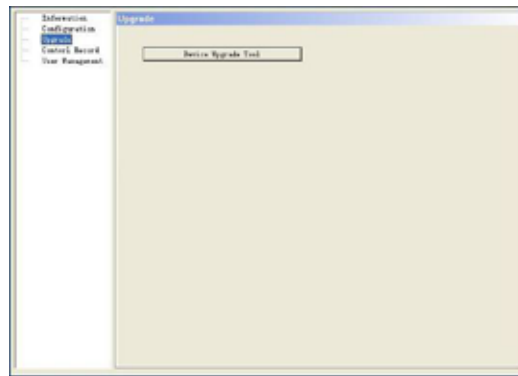 Information
Configuration
Upgrade
Control Record
User Management
Upgrade
Device Upgrade Tool